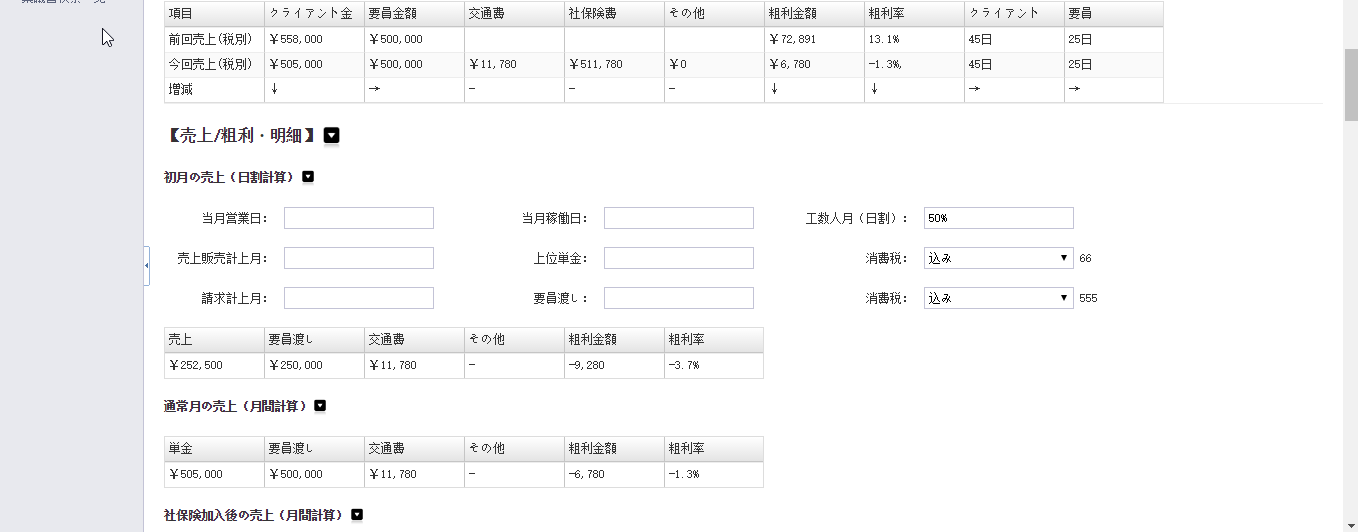 項目 クライアント金 要員金額 交通費 社保険書 その他 粗利金額 粗利率 クライアント 要員
前回売上(税別) ¥558,000 ¥500,000 ¥72,891 13.1% 45日 25日
今回売上(税別) ¥505,000 ¥500,000 ¥11,780 ¥511,780 ¥0 ¥6,780 -1.3%, 45日 25日
増減 ↓ → - - - ↓ ↓ → →
【売上/粗利・明細】
初月の売上（日割計算）
当月営業日: 当月稼働日: 工数人月（日割）: 50%
売上販売計上月: 上位単金: 消費税: 込み 66
請求計上月: 要員渡し: 消費税: 込み 555
売上 要員渡し 交通費 その他 粗利金額 粗利率
¥252,500 ¥250,000 ¥11,780 - -9,280 -3.7%
通常月の売上（月間計算）
単金 要員渡し 交通費 その他 粗利金額 粗利率
¥505,000 ¥500,000 ¥11,780 - -6,780 -1.3%
社保険加入後の売上（月間計算）